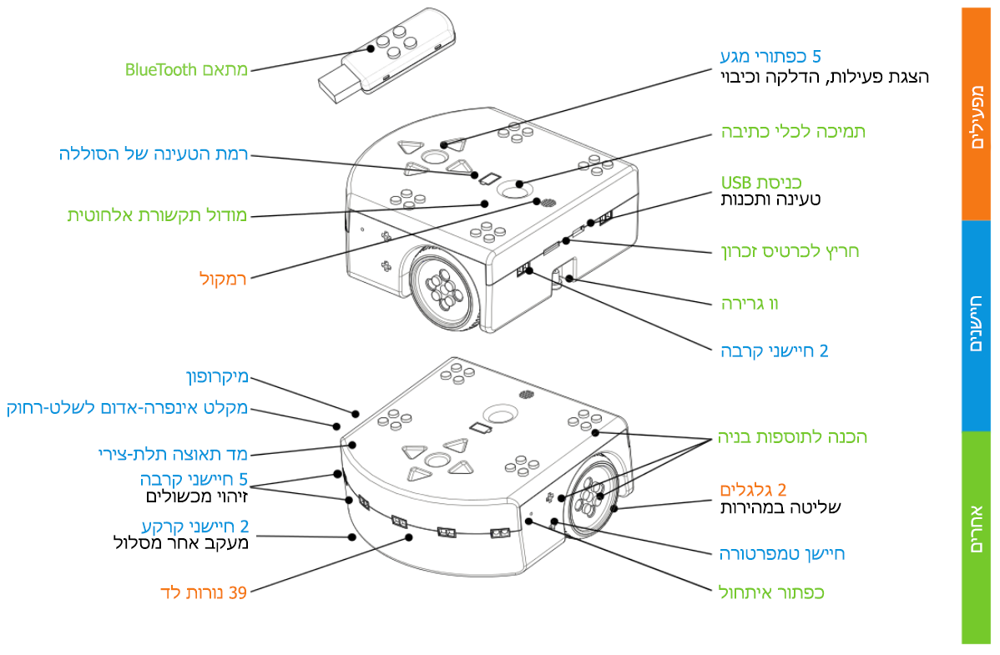 מתאם BlueTooth
5 כפתורי מגע
הצגת פעילות, הדלקה וכיבוי
תמיכה לכלי כתיבה
רמת הטעינה של הסוללה
כניסת USB
טעינה ותכנות
מודול תקשורת אלחוטית
חריץ לכרטיס זכרון
רמקול
וו גרירה
2 חיישני קרבה
מיקרופון
מקלט אינפרה-אדום לשלט-רחוק
הכנה לתוספות בניה
מד תאוצה תלת-צירי
5 חיישני קרבה
זיהוי מכשולים
2 גלגלים
שליטה במהירות
2 חיישני קרקע
מעקב אחר מסלול
חיישן טמפרטורה
39 נורות לד
כפתור איתחול
מפעילים
חיישנים
אחרים